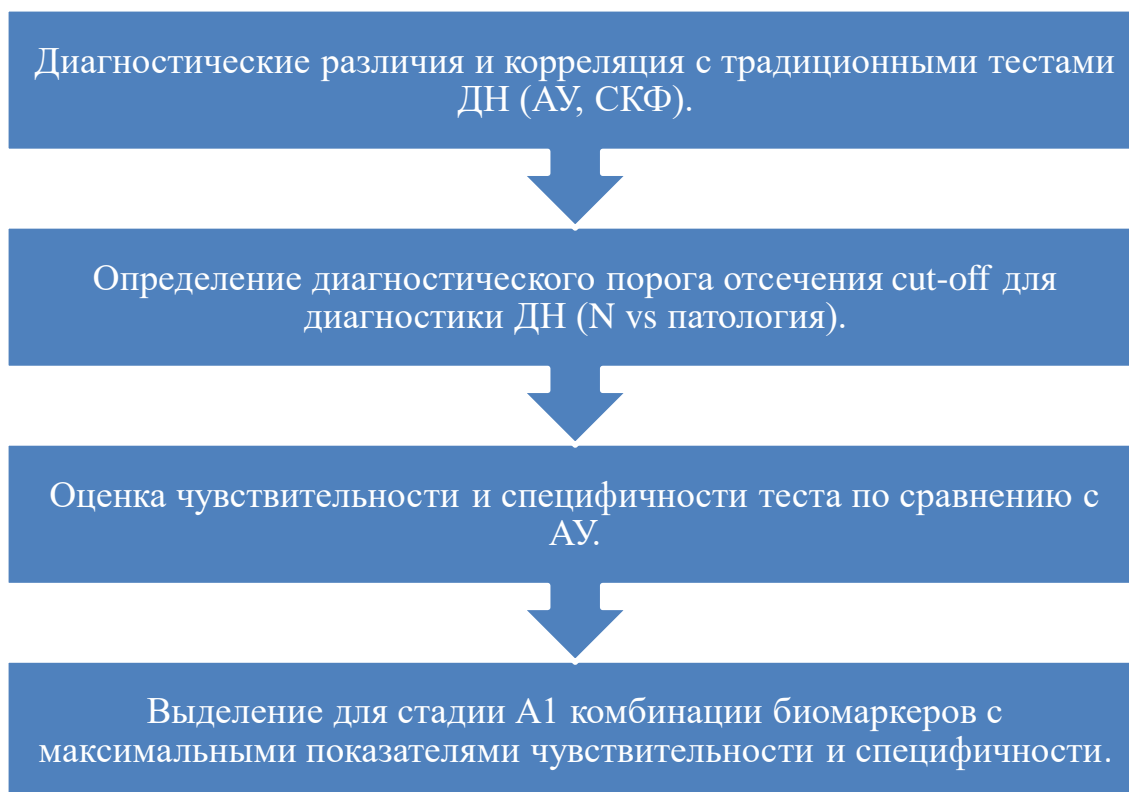 Диагностические различия и корреляция с традиционными тестами
ДН (АУ, СКФ).
Определение диагностического порога отсечения cut-off для
диагностики ДН (N vs патология).
Оценка чувствительности и специфичности теста по сравнению с
АУ.
Выделение для стадии А1 комбинации биомаркеров с
максимальными показателями чувствительности и специфичности.